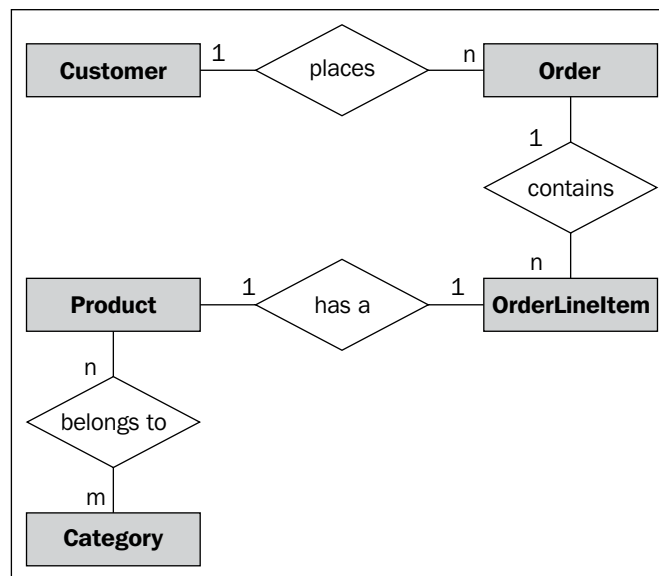 Customer
1
places
n
Order
1
contains
n
Product
1
has a
1
OrderLineItem
n
belongs to
m
Category